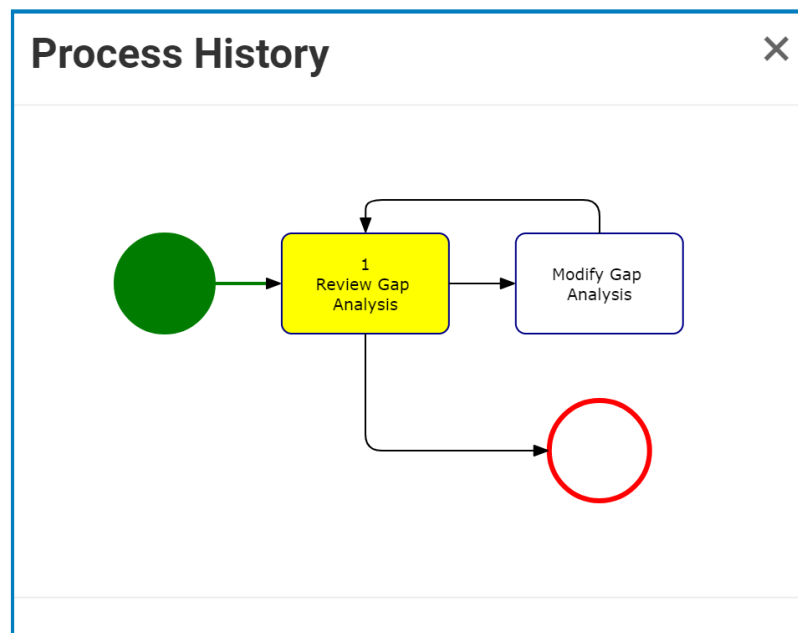 Process History
1
Review Gap
Analysis
Modify Gap
Analysis